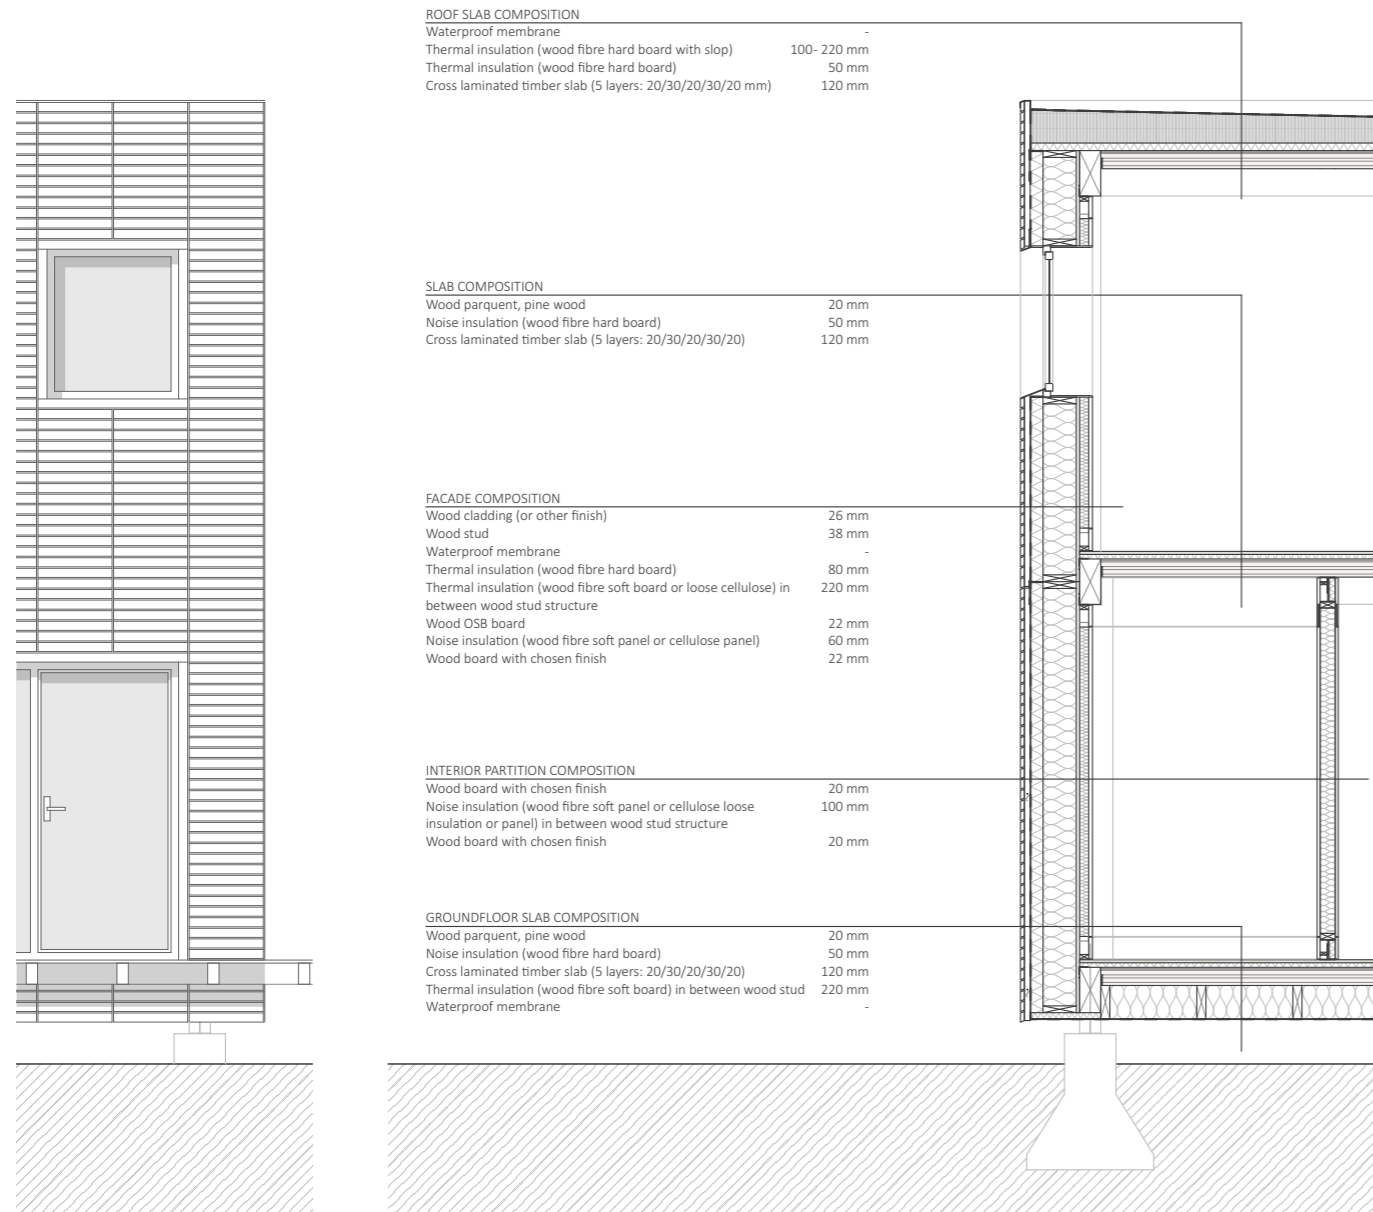 ROOF SLAB COMPOSITION
Waterproof membrane -
Thermal insulation (wood fibre hard board with slop) 100- 220 mm
Thermal insulation (wood fibre hard board) 50 mm
Cross laminated timber slab (5 layers: 20/30/20/30/20 mm) 120 mm
SLAB COMPOSITION
Wood parquent, pine wood 20 mm
Noise insulation (wood fibre hard board) 50 mm
Cross laminated timber slab (5 layers: 20/30/20/30/20) 120 mm
FACADE COMPOSITION
Wood cladding (or other finish) 26 mm
Wood stud 38 mm
Waterproof membrane -
Thermal insulation (wood fibre hard board) 80 mm
Thermal insulation (wood fibre soft board or loose cellulose) in 220 mm
between wood stud structure
Wood OSB board 22 mm
Noise insulation (wood fibre soft panel or cellulose panel) 60 mm
Wood board with chosen finish 22 mm
INTERIOR PARTITION COMPOSITION
Wood board with chosen finish 20 mm
Noise insulation (wood fibre soft panel or cellulose loose 100 mm
insulation or panel) in between wood stud structure
Wood board with chosen finish 20 mm
GROUNDFLOOR SLAB COMPOSITION
Wood parquent, pine wood 20 mm
Noise insulation (wood fibre hard board) 50 mm
Cross laminated timber slab (5 layers: 20/30/20/30/20) 120 mm
Thermal insulation (wood fibre soft board) in between wood stud 220 mm
Waterproof membrane -